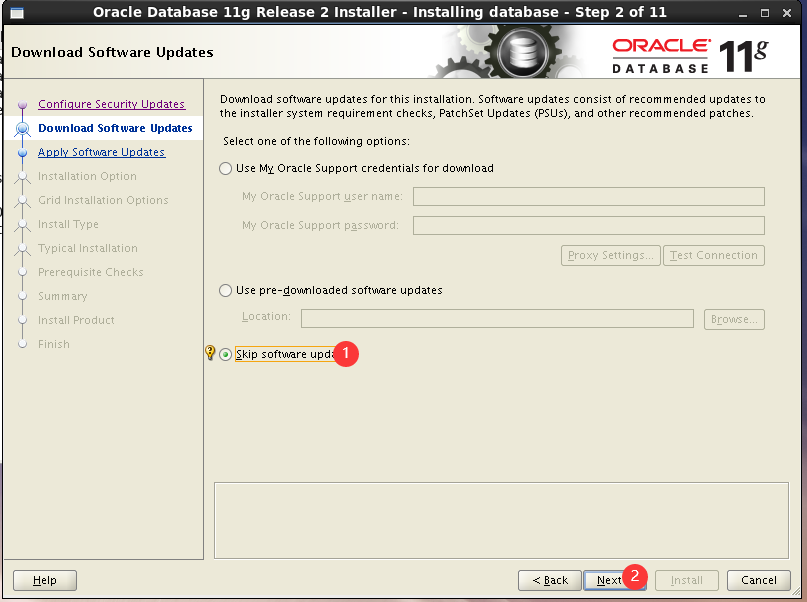 Oracle Database 11g Release 2 Installer - Installing database - Step 2 of 11
Download Software Updates
ORACLE
DATABASE
11g
Configure Security Updates
Download Software Updates
Apply Software Updates
Installation Option
Grid Installation Options
Install Type
Typical Installation
Prerequisite Checks
Summary
Install Product
Finish
Download software updates for this installation. Software updates consist of recommended updates to
the installer system requirement checks, PatchSet Updates (PSUs), and other recommended patches.
Select one of the following options:
Use My Oracle Support credentials for download
My Oracle Support user name:
My Oracle Support password:
Proxy Settings...
Test Connection
Use pre-downloaded software updates
Location:
Browse...
Skip software upda
1
Help
< Back
Next
2
Install
Cancel